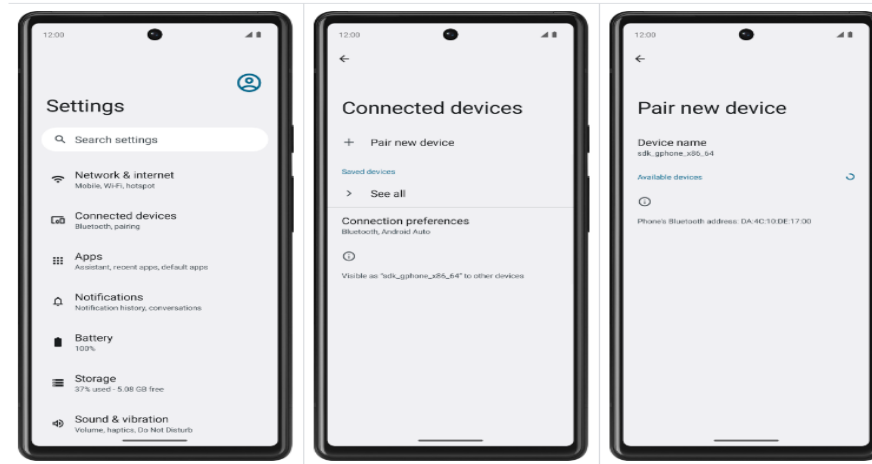 12:00
Settings
Search settings
Network & internet
Mobile, Wi-Fi, hotspot
Connected devices
Bluetooth, pairing
Apps
Assistant, recent apps, default apps
Notifications
Notification history, conversations
Battery
100%
Storage
37% used - 5.08 GB free
Sound & vibration
Volume, haptics, Do Not Disturb
12:00
Connected devices
Pair new device
Saved devices
See all
Connection preferences
Bluetooth, Android Auto
Visible as "sdk_gphone_x86_64" to other devices
12:00
Pair new device
Device name
sdk_gphone_x86_64
Available devices
Phone's Bluetooth address: DA:4C:10:DE:17:00